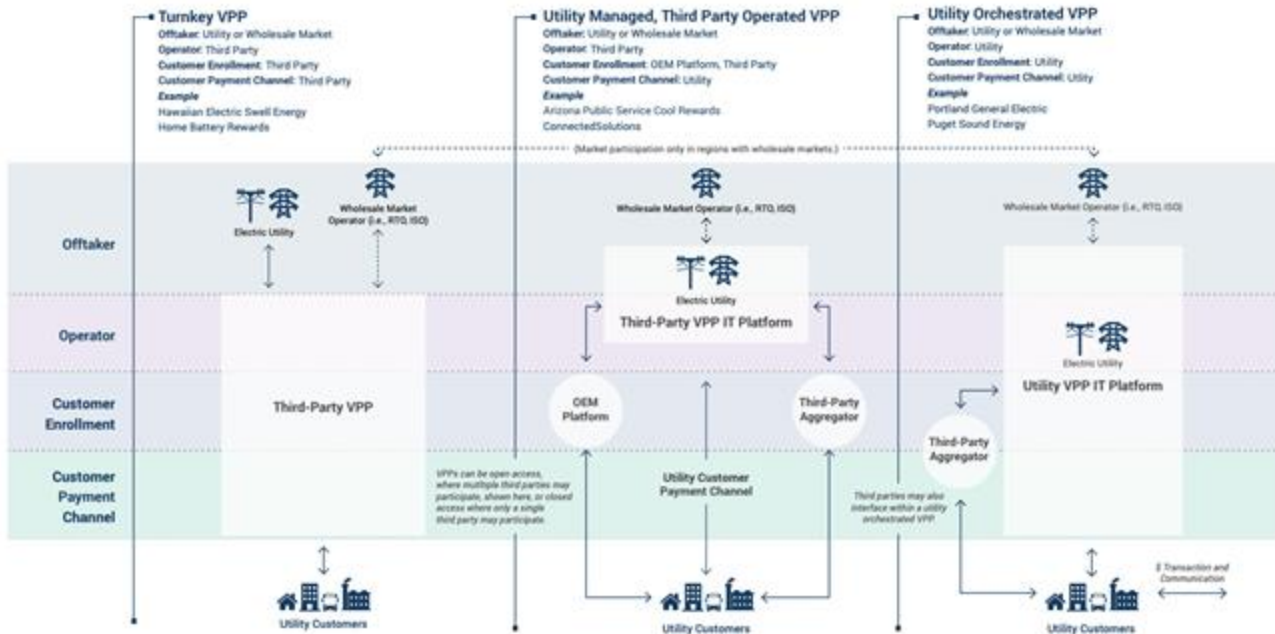 Turnkey VPP
Offtaker: Utility or Wholesale Market
Operator: Third Party
Customer Enrollment: Third Party
Customer Payment Channel: Third Party
Example
Hawaiian Electric Swell Energy
Home Battery Rewards
Utility Managed, Third Party Operated VPP
Offtaker: Utility or Wholesale Market
Operator: Third Party
Customer Enrollment: OEM Platform, Third Party
Customer Payment Channel: Utility
Example
Arizona Public Service Cool Rewards
ConnectedSolutions
Utility Orchestrated VPP
Offtaker: Utility or Wholesale Market
Operator: Utility
Customer Enrollment: Utility
Customer Payment Channel: Utlity
Example
Portland General Electric
Puget Sound Energy
(Market participation only in regions with wholesale markets.)
Offtaker
Electric Utility
Wholesale Market
Operator (i.e., RTO, ISO)
Wholesale Market Operator (i.e., RTO, ISO)
Wholesale Market Operator (i.e., RTO, ISO)
Operator
Electric Utility
Third-Party VPP IT Platform
Electric Utility
Utility VPP IT Platform
Customer
Enrollment
Third-Party VPP
OEM
Platform
Third-Party
Aggregator
Third-Party
Aggregator
Customer
Payment
Channel
VPPs can be open access,
where mutltiple third parties may
participate, shown here, or closed
access where only a single
third party may participate.
Utility Customer
Payment Channel
Third parties may also
interface within a utility
orchestrated VPP.
Utility Customers
Utility Customers
Utility Customers
$ Transaction and
Communication